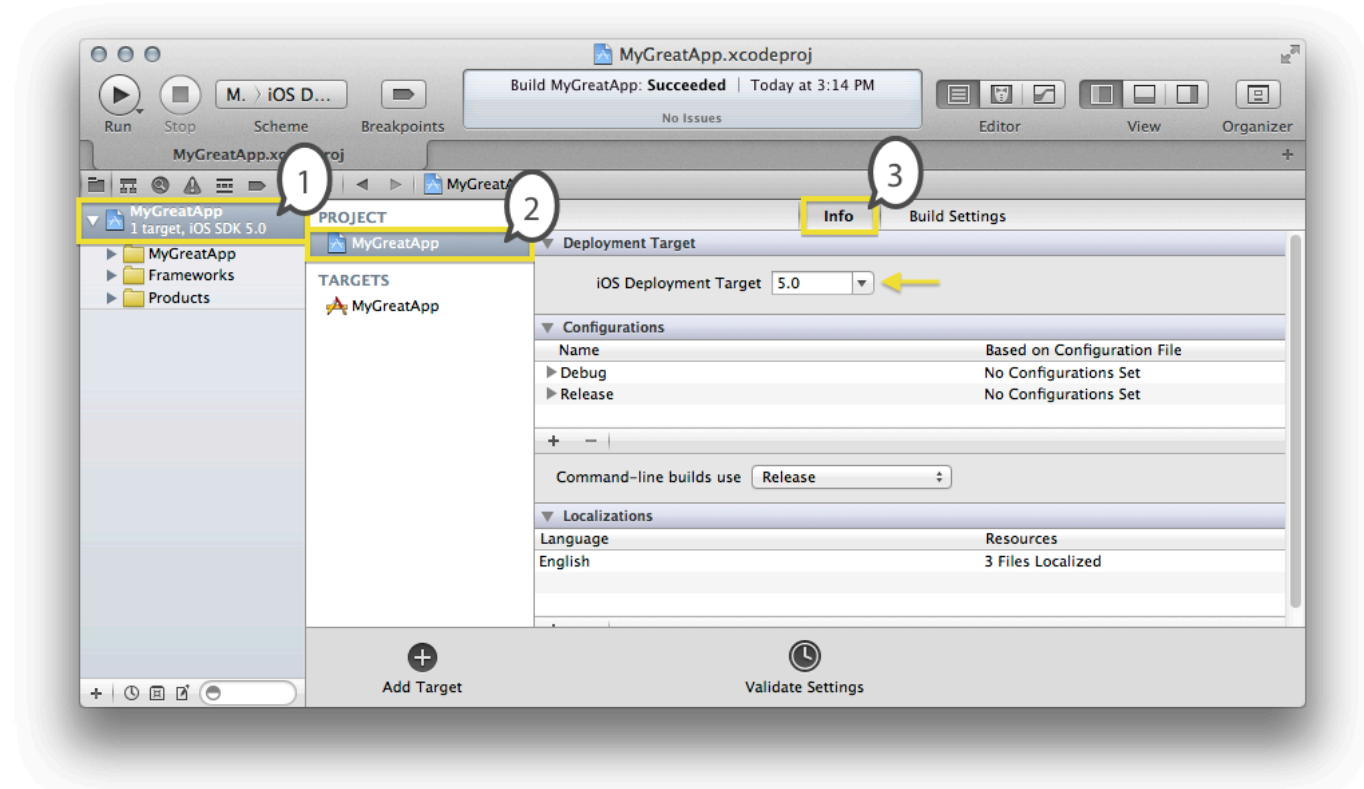 MyGreatApp.xcodeproj
Build MyGreatApp: Succeeded | Today at 3:14 PM
No Issues
M. 〉 iOS D...
Run Stop Scheme Breakpoints Editor View Organizer
MyGreatApp.xc roj
1
2
3
MyGreatA
MyGreatApp
1 target, iOS SDK 5.0
MyGreatApp
Frameworks
Products
PROJECT
MyGreatApp
TARGETS
MyGreatApp
Info Build Settings
Deployment Target
iOS Deployment Target 5.0
Configurations
Name Based on Configuration File
Debug No Configurations Set
Release No Configurations Set
+ −
Command-line builds use Release
Localizations
Language Resources
English 3 Files Localized
Add Target Validate Settings